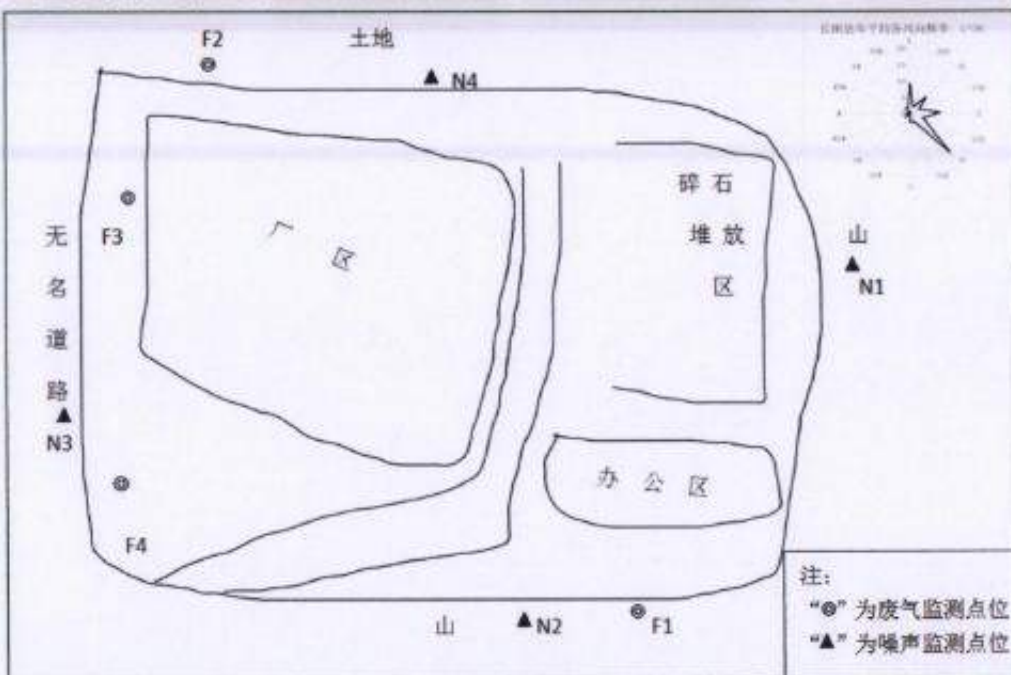 F2
土地
N4
碎 石
堆 放
区
厂 区
F3
无名道路
山
N1
N3
办 公 区
F4
山
N2
F1
注：
“◎”为废气监测点位
“▲”为噪声监测点位